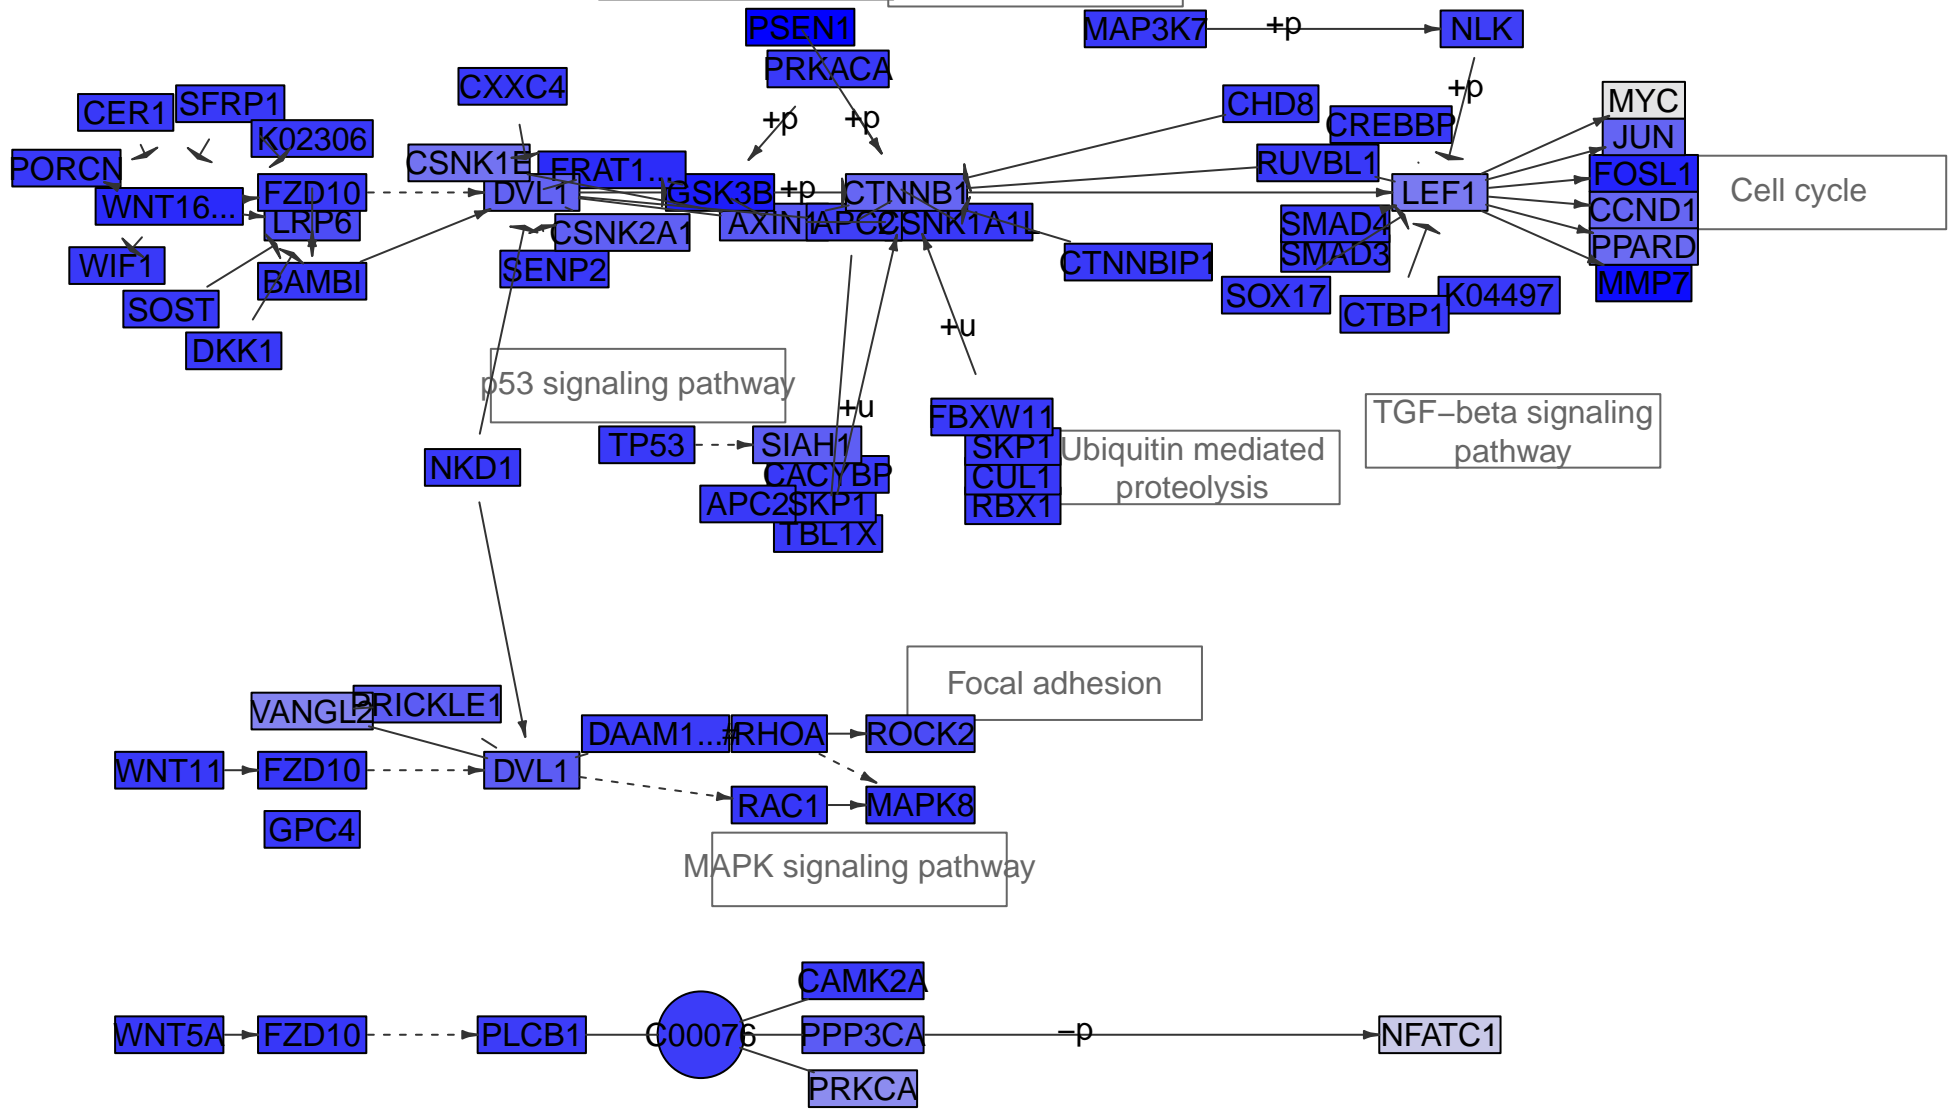 PSEN1
MAP3K7
+p
NLK
PRKACA
CXXC4
+p
+p
+p
CER1
SFRP1
K02306
CHD8
CREBBP
MYC
JUN
PORCN
CSNK1E
FRAT1...
RUVBL1
FOSL1
Cell cycle
WNT16...
FZD10
LRP6
DVL1
GSK3B
+p
CTNNB1
LEF1
CCND1
AXIN1
APC2
CSNK1A1L
SMAD4
SMAD3
PPARD
WIF1
BAMBI
CSNK2A1
SENP2
CTNNBIP1
MMP7
SOST
SOX17
K04497
CTBP1
DKK1
+u
p53 signaling pathway
+u
FBXW11
TGF−beta signaling
pathway
TP53
SIAH1
SKP1
Ubiquitin mediated
proteolysis
NKD1
CACYBP
CUL1
APC2
SKP1
RBX1
TBL1X
Focal adhesion
VANGL2
PRICKLE1
DAAM1...
RHOA
ROCK2
WNT11
FZD10
DVL1
RAC1
MAPK8
GPC4
MAPK signaling pathway
CAMK2A
WNT5A
FZD10
PLCB1
C00076
PPP3CA
−p
NFATC1
PRKCA